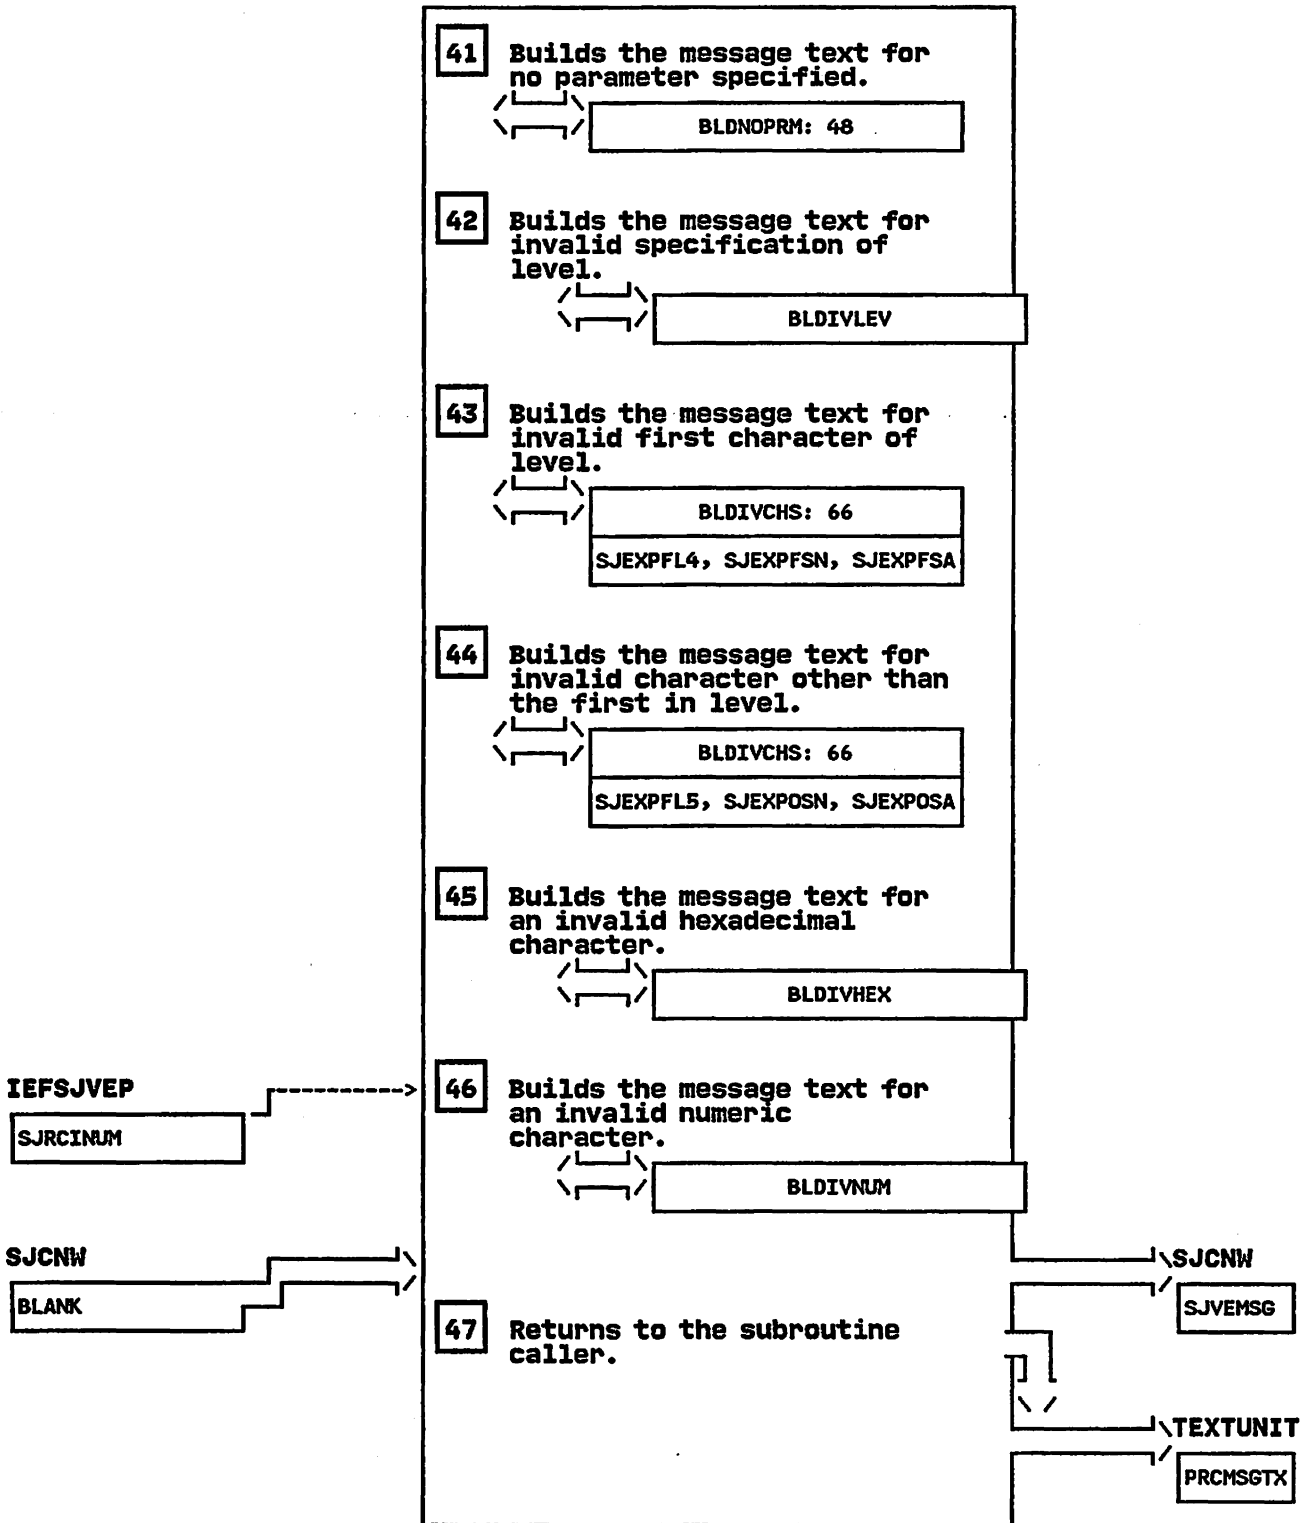 41 Builds the message text for
no parameter specified.
BLDNOPRM: 48
42 Builds the message text for
invalid specification of
level.
BLDIVLEV
43 Builds the message text for
invalid first character of
level.
BLDIVCHS: 66
SJEXPFL4, SJEXPFSN, SJEXPFSA
44 Builds the message text for
invalid character other than
the first in level.
BLDIVCHS: 66
SJEXPFL5, SJEXPOSN, SJEXPOSA
45 Builds the message text for
an invalid hexadecimal
character.
BLDIVHEX
IEFSJVEP
SJRCINUM
46 Builds the message text for
an invalid numeric
character.
BLDIVNUM
SJCNW
BLANK
SJCNW
SJVEMSG
47 Returns to the subroutine
caller.
TEXTUNIT
PRCMSGTX